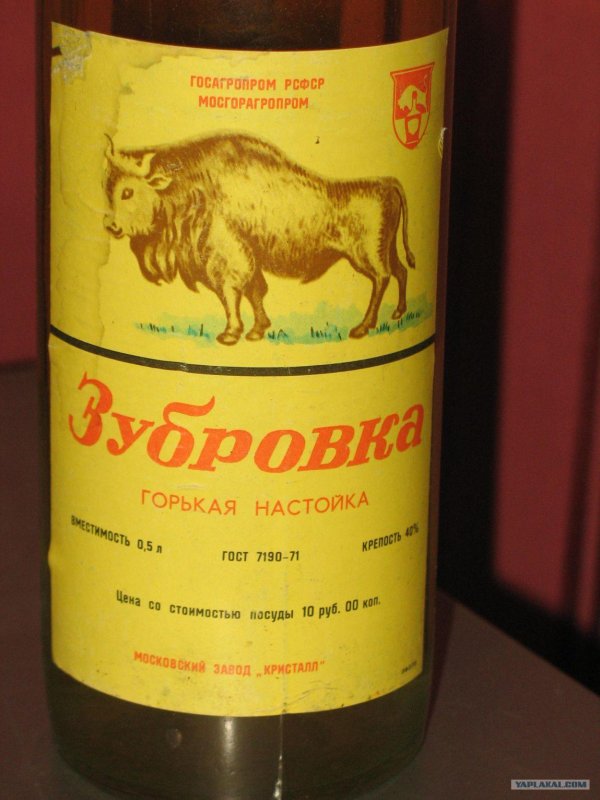 ГОСАГРОПРОМ РСФСР
МОСГОРАГРОПРОМ
Зубровка
ГОРЬКАЯ НАСТОЙКА
ВМЕСТИМОСТЬ 0,5 л ГОСТ 7190-71 КРЕПОСТЬ 40%
Цена со стоимостью посуды 10 руб. 00 коп.
МОСКОВСКИЙ ЗАВОД „КРИСТАЛЛ"
YAPLAKAL.COM